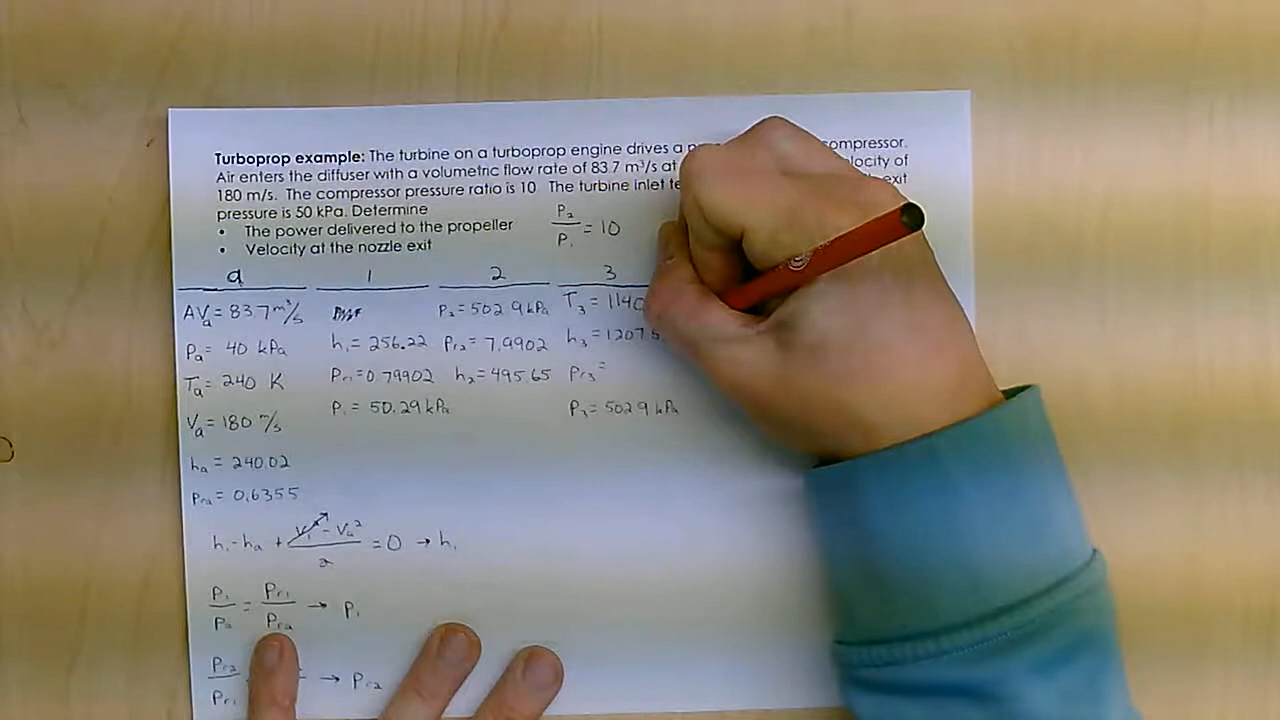 Turboprop example: The turbine on a turboprop engine drives a compressor.
Air enters the diffuser with a volumetric flow rate of 83.7 m³/s at
180 m/s. The compressor pressure ratio is 10 The turbine inlet exit
pressure is 50 kPa. Determine
• The power delivered to the propeller
• Velocity at the nozzle exit
P₂/P₁ = 10
a 1 2 3
AVₐ = 83.7 m³/s P₂ = 502.9 kPa T₃ = 1140
Pₐ = 40 kPa h₁ = 256.22 Pr₂ = 7.9902 h₃ = 1207.5
Tₐ = 240 K Pr₁ = 0.79902 h₂ = 495.65 Pr₃ =
Vₐ = 180 m/s P₁ = 50.29 kPa P₃ = 502.9 kPa
hₐ = 240.02
Prₐ = 0.6355
h₁ - hₐ + (V₁² - Vₐ²)/2 = 0 → h₁
P₁/Pₐ = Pr₁/Prₐ → P₁
Pr₂/Pr₁ → Pr₂